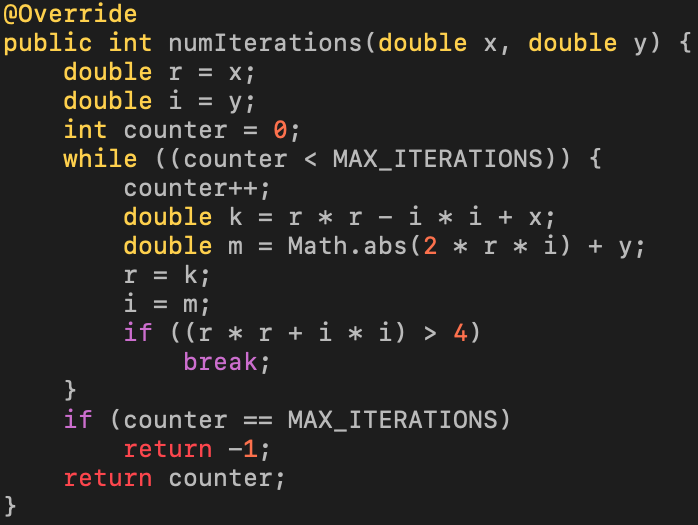 @Override
public int numIterations(double x, double y) {
    double r = x;
    double i = y;
    int counter = 0;
    while ((counter < MAX_ITERATIONS)) {
        counter++;
        double k = r * r - i * i + x;
        double m = Math.abs(2 * r * i) + y;
        r = k;
        i = m;
        if ((r * r + i * i) > 4)
            break;
    }
    if (counter == MAX_ITERATIONS)
        return -1;
    return counter;
}